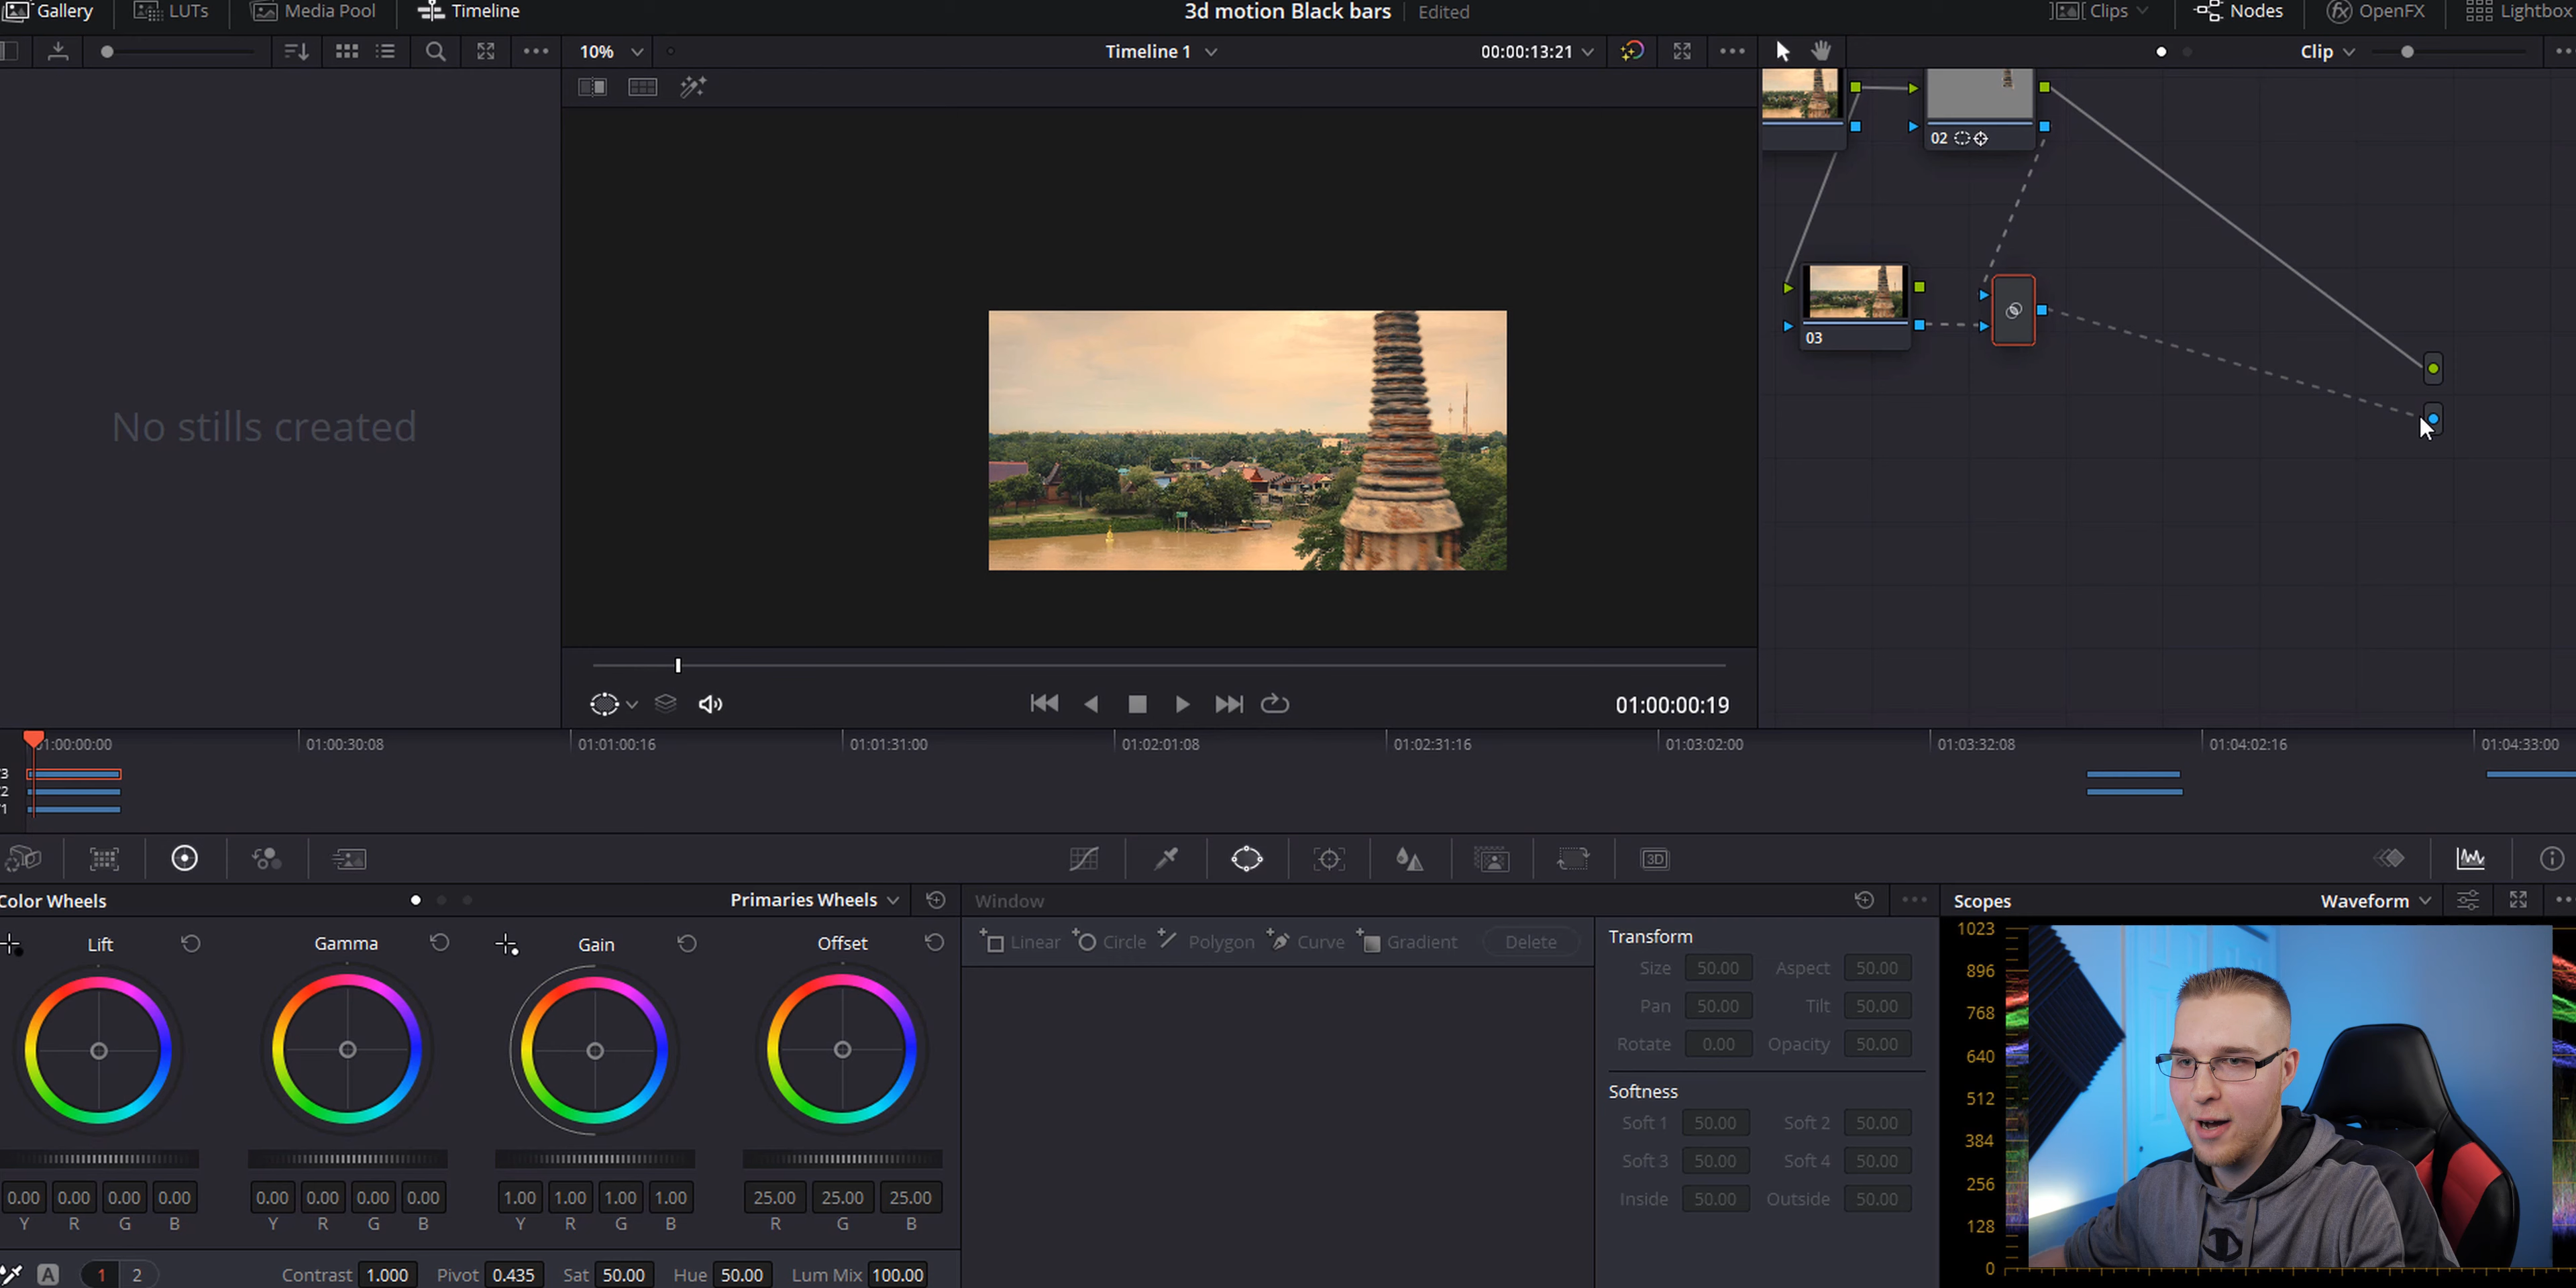 Gallery LUTs Media Pool Timeline 3d motion Black bars Edited Clips Nodes fx OpenFX Lightbox
10% Timeline 1 00:00:13:21 Clip
02
No stills created
03
01:00:00:19
01:00:00:00 01:00:30:08 01:01:00:16 01:01:31:00 01:02:01:08 01:02:31:16 01:03:02:00 01:03:32:08 01:04:02:16 01:04:33:00
3
2
1
3D
Color Wheels Primaries Wheels Window Scopes Waveform
Lift Gamma Gain Offset Linear Circle Polygon Curve Gradient Delete Transform 1023
Size 50.00 Aspect 50.00 896
Pan 50.00 Tilt 50.00 768
Rotate 0.00 Opacity 50.00 640
Softness 512
Soft 1 50.00 Soft 2 50.00
Soft 3 50.00 Soft 4 50.00 384
0.00 0.00 0.00 0.00 0.00 0.00 0.00 0.00 1.00 1.00 1.00 1.00 25.00 25.00 25.00 Inside 50.00 Outside 50.00 256
Y R G B Y R G B Y R G B R G B 128
A 1 2 Contrast 1.000 Pivot 0.435 Sat 50.00 Hue 50.00 Lum Mix 100.00 0